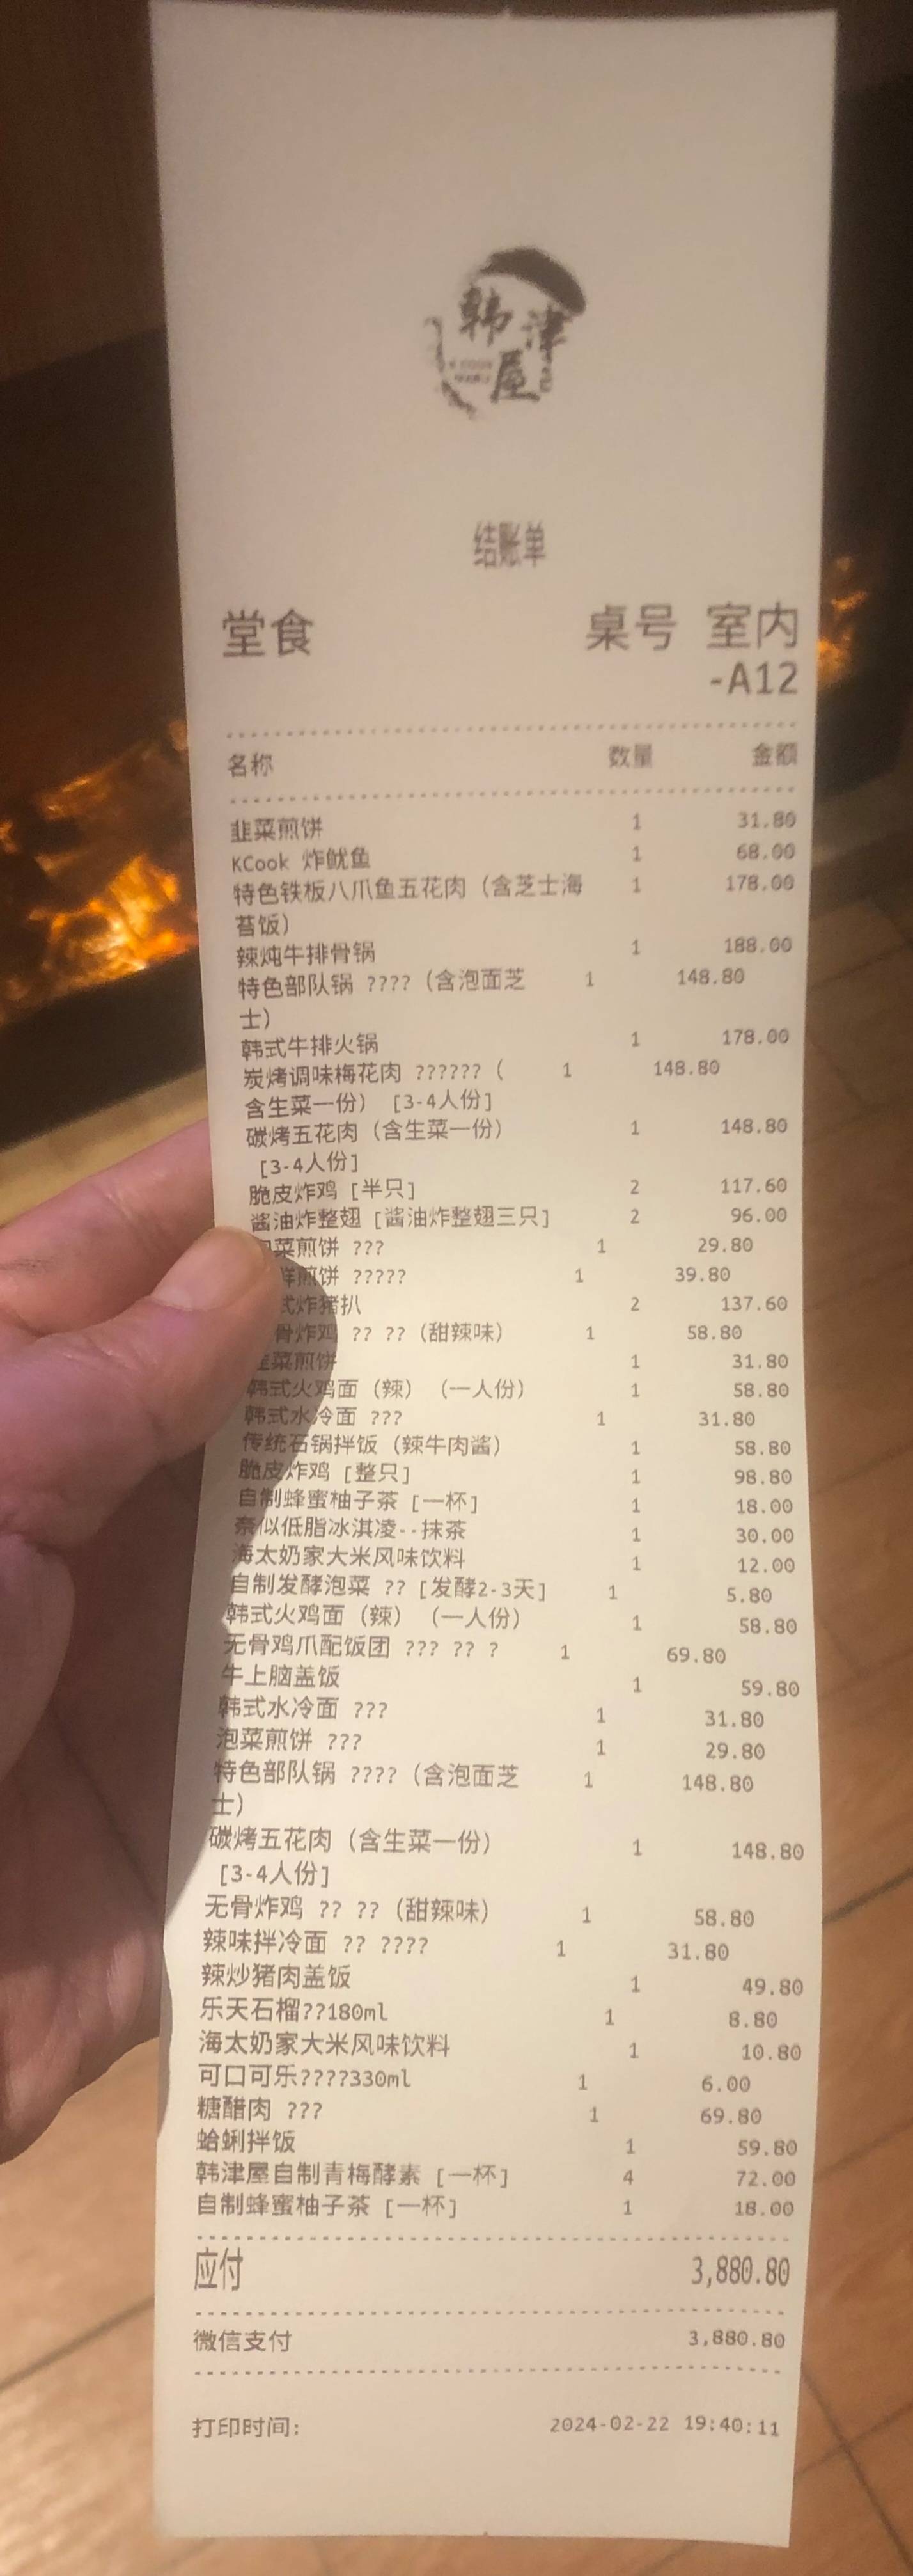 韩津
屋
结账单
堂食 桌号 室内
-A12
名称 数量 金额
韭菜煎饼 1 31.80
KCook 炸鱿鱼 1 68.00
特色铁板八爪鱼五花肉（含芝士海 1 178.00
苔饭）
辣炖牛排骨锅 1 188.00
特色部队锅 ????（含泡面芝 1 148.80
士）
韩式牛排火锅 1 178.00
炭烤调味梅花肉 ??????（ 1 148.80
含生菜一份） [3-4人份]
碳烤五花肉（含生菜一份） 1 148.80
[3-4人份]
脆皮炸鸡 [半只] 2 117.60
酱油炸整翅 [酱油炸整翅三只] 2 96.00
菜煎饼 ??? 1 29.80
煎饼 ????? 1 39.80
式炸猪扒 2 137.60
骨炸鸡 ?? ??（甜辣味） 1 58.80
韭菜煎饼 1 31.80
韩式火鸡面（辣）（一人份） 1 58.80
韩式水冷面 ??? 1 31.80
传统石锅拌饭（辣牛肉酱） 1 58.80
脆皮炸鸡 [整只] 1 98.80
自制蜂蜜柚子茶 [一杯] 1 18.00
奈似低脂冰淇凌--抹茶 1 30.00
海太奶家大米风味饮料 1 12.00
自制发酵泡菜 ?? [发酵2-3天] 1 5.80
韩式火鸡面（辣）（一人份） 1 58.80
无骨鸡爪配饭团 ??? ?? ? 1 69.80
牛上脑盖饭 1 59.80
韩式水冷面 ??? 1 31.80
泡菜煎饼 ??? 1 29.80
特色部队锅 ????（含泡面芝 1 148.80
士）
碳烤五花肉（含生菜一份） 1 148.80
[3-4人份]
无骨炸鸡 ?? ??（甜辣味） 1 58.80
辣味拌冷面 ?? ???? 1 31.80
辣炒猪肉盖饭 1 49.80
乐天石榴??180ml 1 8.80
海太奶家大米风味饮料 1 10.80
可口可乐????330ml 1 6.00
糖醋肉 ??? 1 69.80
蛤蜊拌饭 1 59.80
韩津屋自制青梅酵素 [一杯] 4 72.00
自制蜂蜜柚子茶 [一杯] 1 18.00
应付 3,880.80
微信支付 3,880.80
打印时间: 2024-02-22 19:40:11